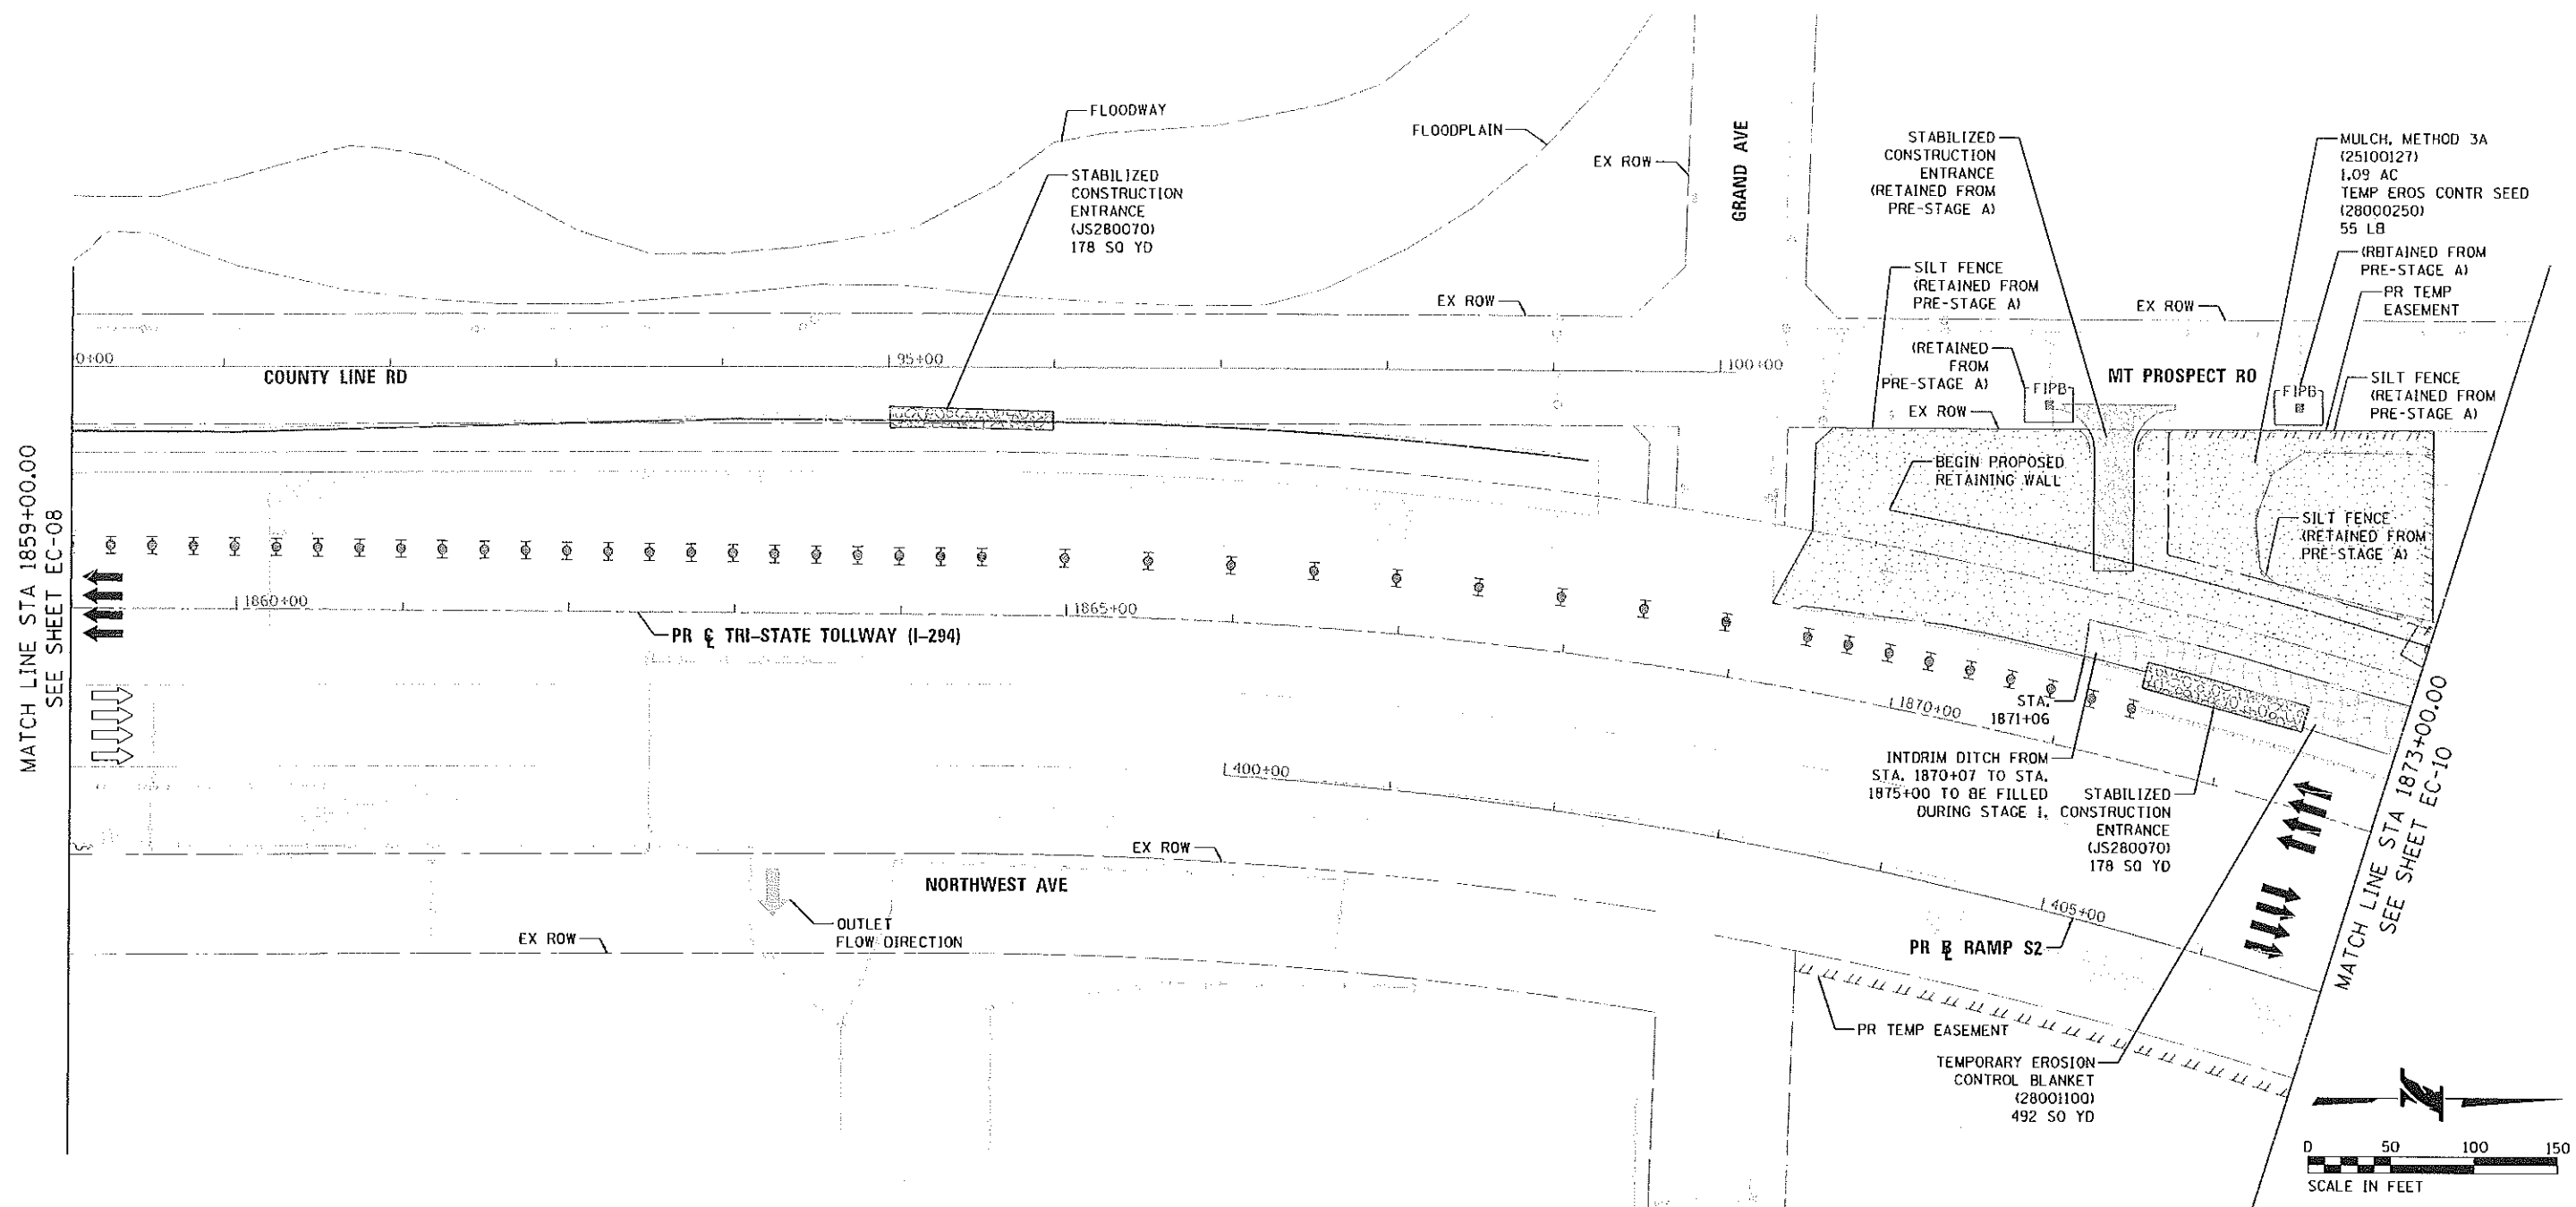 FLOODWAY
FLOODPLAIN
STABILIZED
CONSTRUCTION
ENTRANCE
(JS280070)
178 SQ YD
EX ROW
GRAND AVE
STABILIZED
CONSTRUCTION
ENTRANCE
(RETAINED FROM
PRE-STAGE A)
MULCH, METHOD 3A
(25100127)
1.09 AC
TEMP EROS CONTR SEED
(28000250)
55 LB
(RETAINED FROM
PRE-STAGE A)
PR TEMP
EASEMENT
SILT FENCE
(RETAINED FROM
PRE-STAGE A)
EX ROW
EX ROW
(RETAINED
FROM
PRE-STAGE A)
FIPB
MT PROSPECT RD
FIPB
SILT FENCE
(RETAINED FROM
PRE-STAGE A)
0+00
COUNTY LINE RD
95+00
100+00
EX ROW
BEGIN PROPOSED
RETAINING WALL
SILT FENCE
(RETAINED FROM
PRE-STAGE A)
MATCH LINE STA 1859+00.00
SEE SHEET EC-08
1860+00
1865+00
PR ℄ TRI-STATE TOLLWAY (I-294)
1870+00
STA.
1871+06
INTDRIM DITCH FROM
STA. 1870+07 TO STA.
1875+00 TO BE FILLED
DURING STAGE 1.
STABILIZED
CONSTRUCTION
ENTRANCE
(JS280070)
178 SQ YD
MATCH LINE STA 1873+00.00
SEE SHEET EC-10
400+00
405+00
EX ROW
NORTHWEST AVE
OUTLET
FLOW DIRECTION
EX ROW
PR B RAMP S2
PR TEMP EASEMENT
TEMPORARY EROSION
CONTROL BLANKET
(28001100)
492 SQ YD
0 50 100 150
SCALE IN FEET